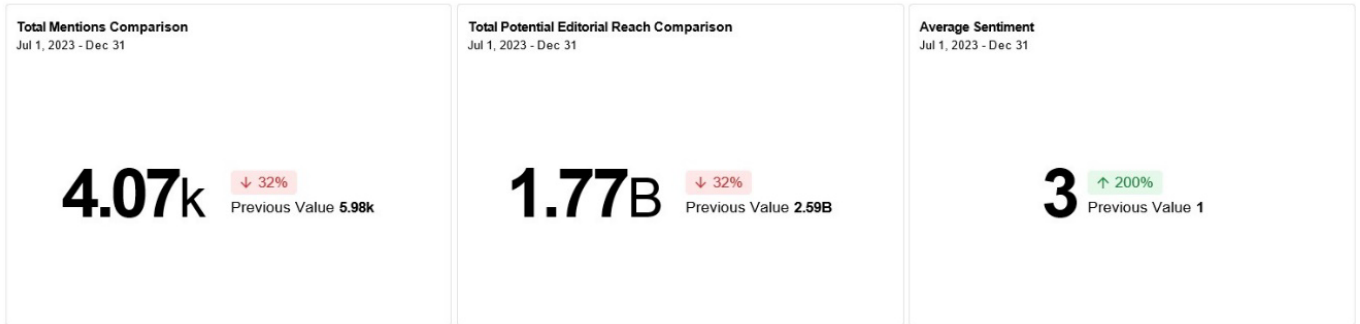 Total Mentions Comparison
Jul 1, 2023 - Dec 31
4.07k
↓ 32%
Previous Value 5.98k
Total Potential Editorial Reach Comparison
Jul 1, 2023 - Dec 31
1.77B
↓ 32%
Previous Value 2.59B
Average Sentiment
Jul 1, 2023 - Dec 31
3
↑ 200%
Previous Value 1